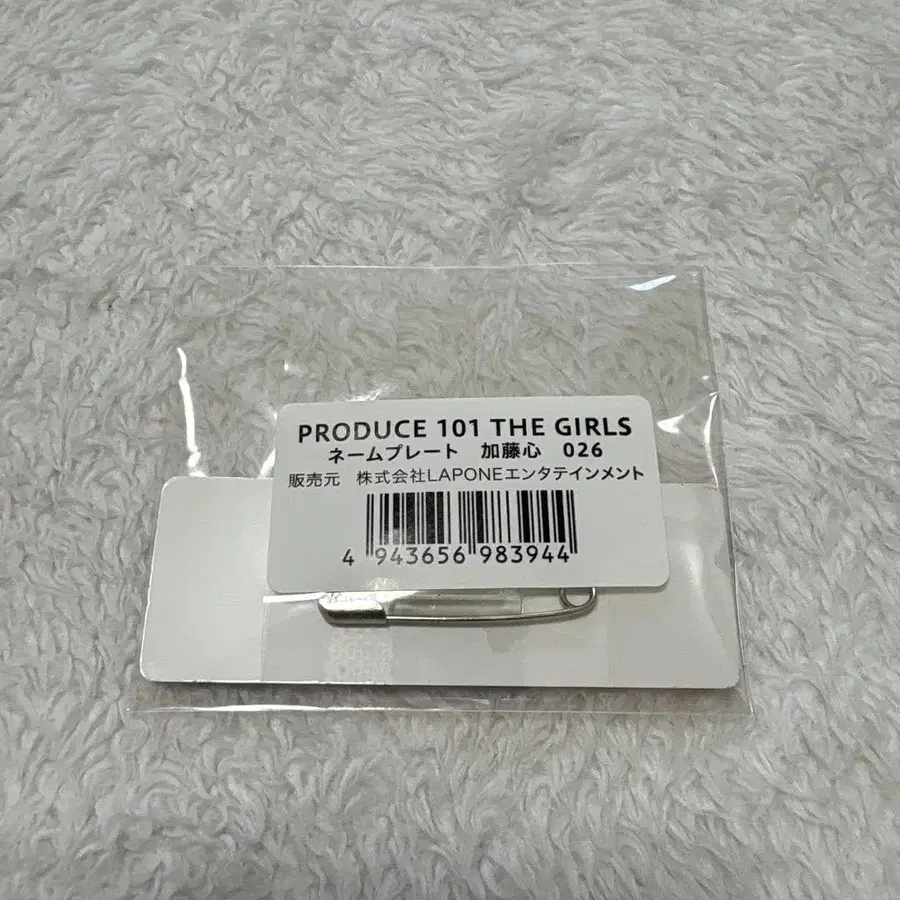 PRODUCE 101 THE GIRLS
ネームプレート 加藤心 026
販売元 株式会社LAPONEエンタテインメント
4 943656 983944